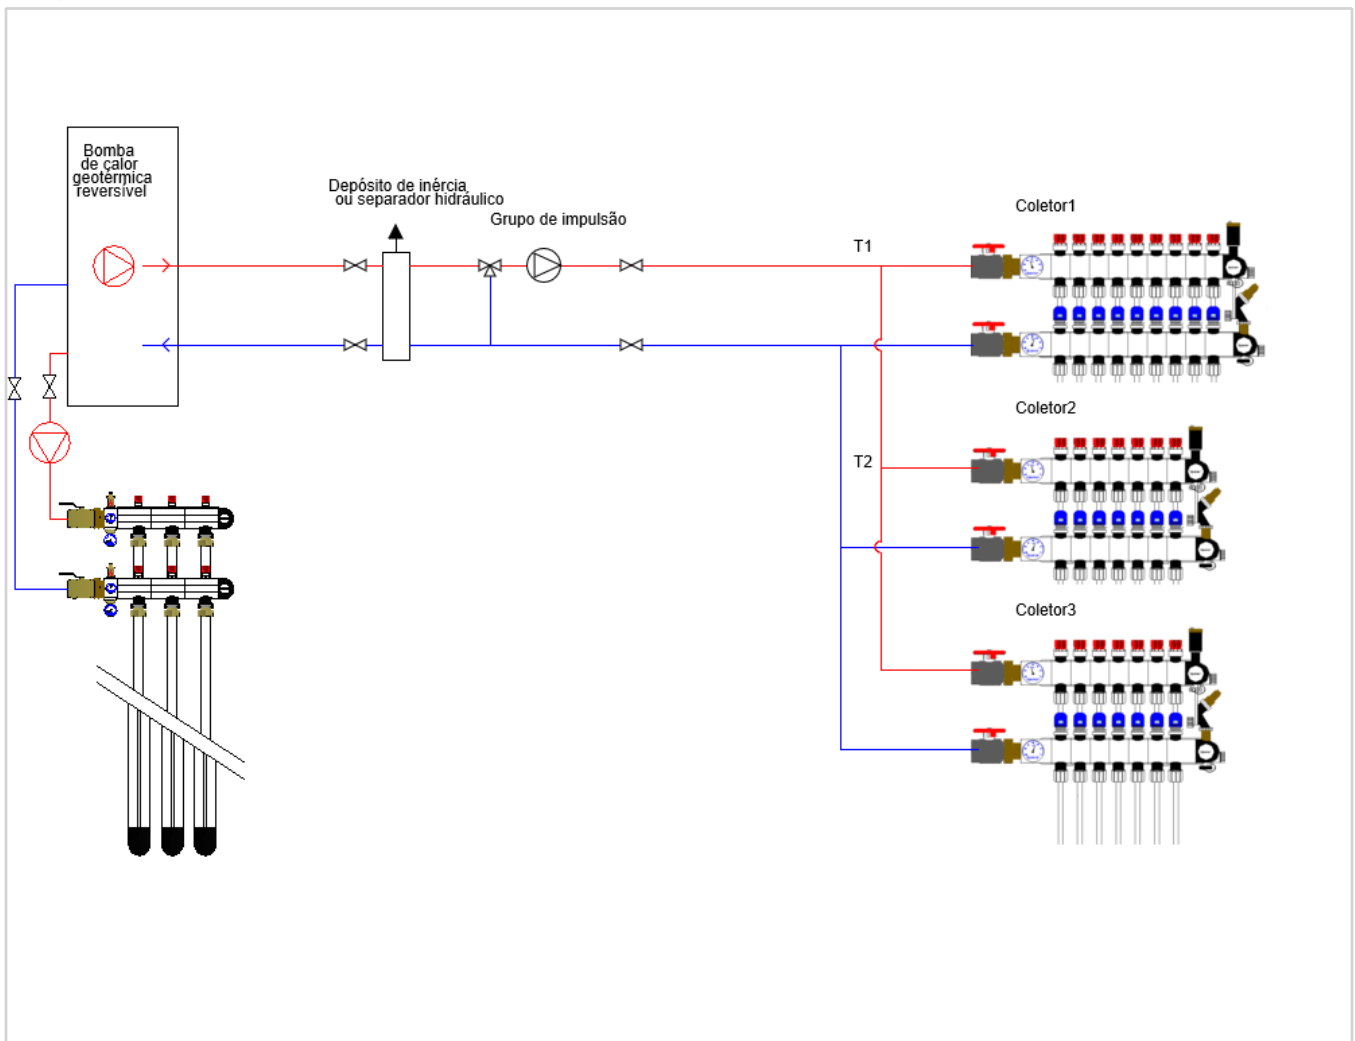 Bomba
de calor
geotérmica
reversível
Depósito de inércia
ou separador hidráulico
Grupo de impulsão
T1
Coletor1
Coletor2
T2
Coletor3